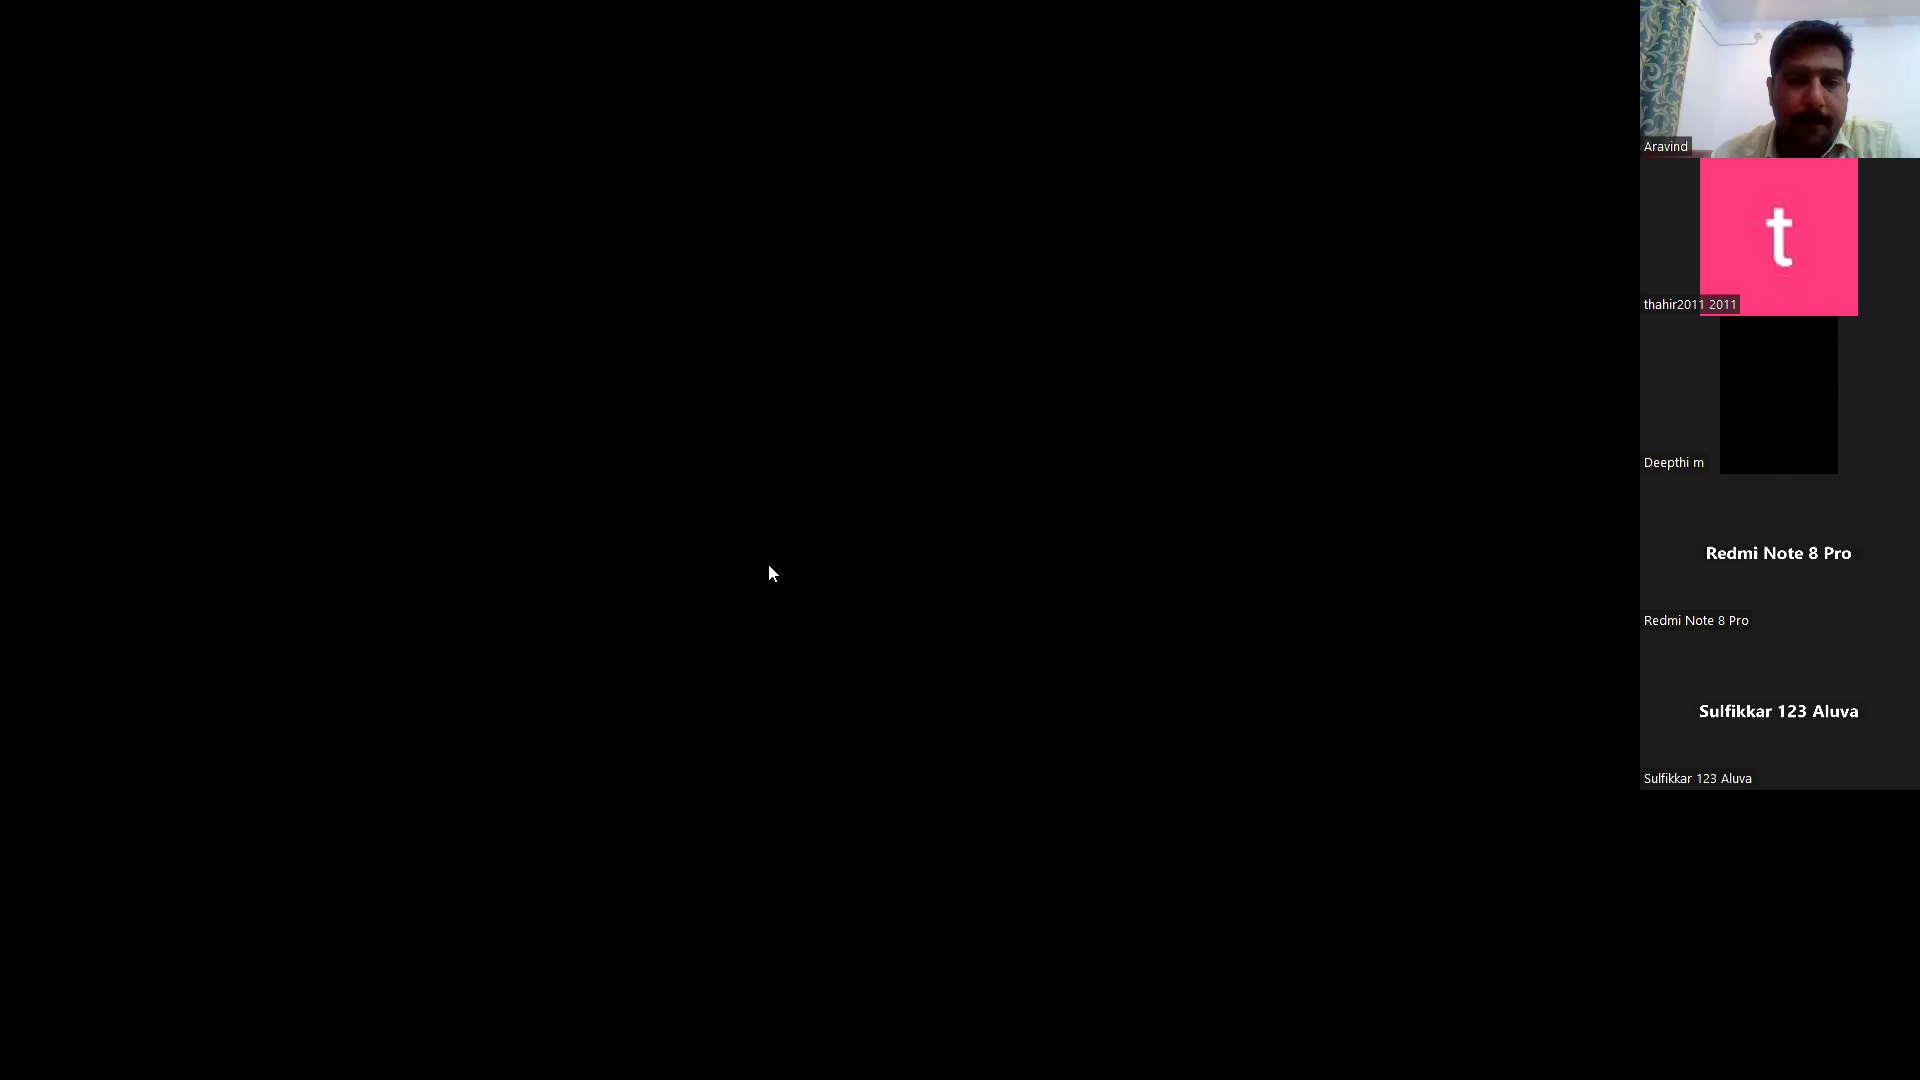 Aravind
t
thahir2011 2011
Deepthi m
Redmi Note 8 Pro
Redmi Note 8 Pro
Sulfikkar 123 Aluva
Sulfikkar 123 Aluva